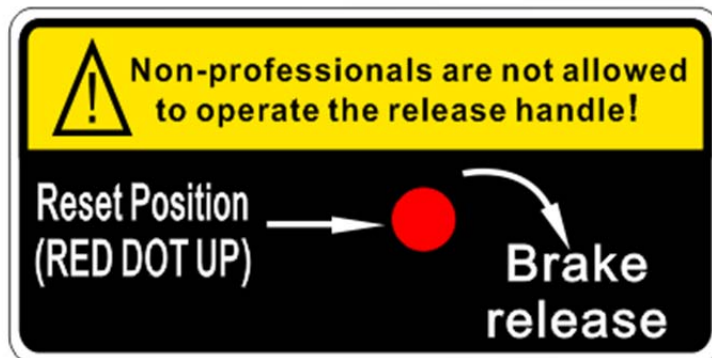 Non-professionals are not allowed
to operate the release handle!
Reset Position
(RED DOT UP)
Brake
release